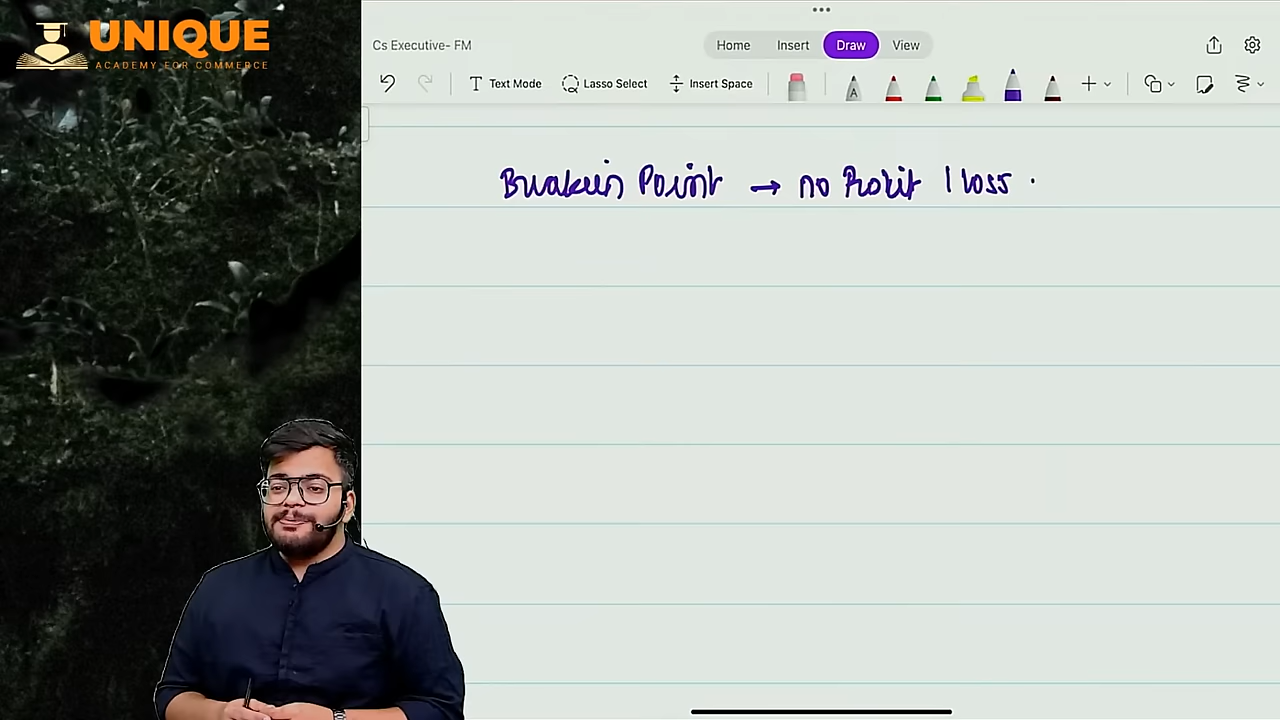 UNIQUE
ACADEMY FOR COMMERCE
Cs Executive- FM
Home Insert Draw View
Text Mode Lasso Select Insert Space
Point → no Profit / loss .